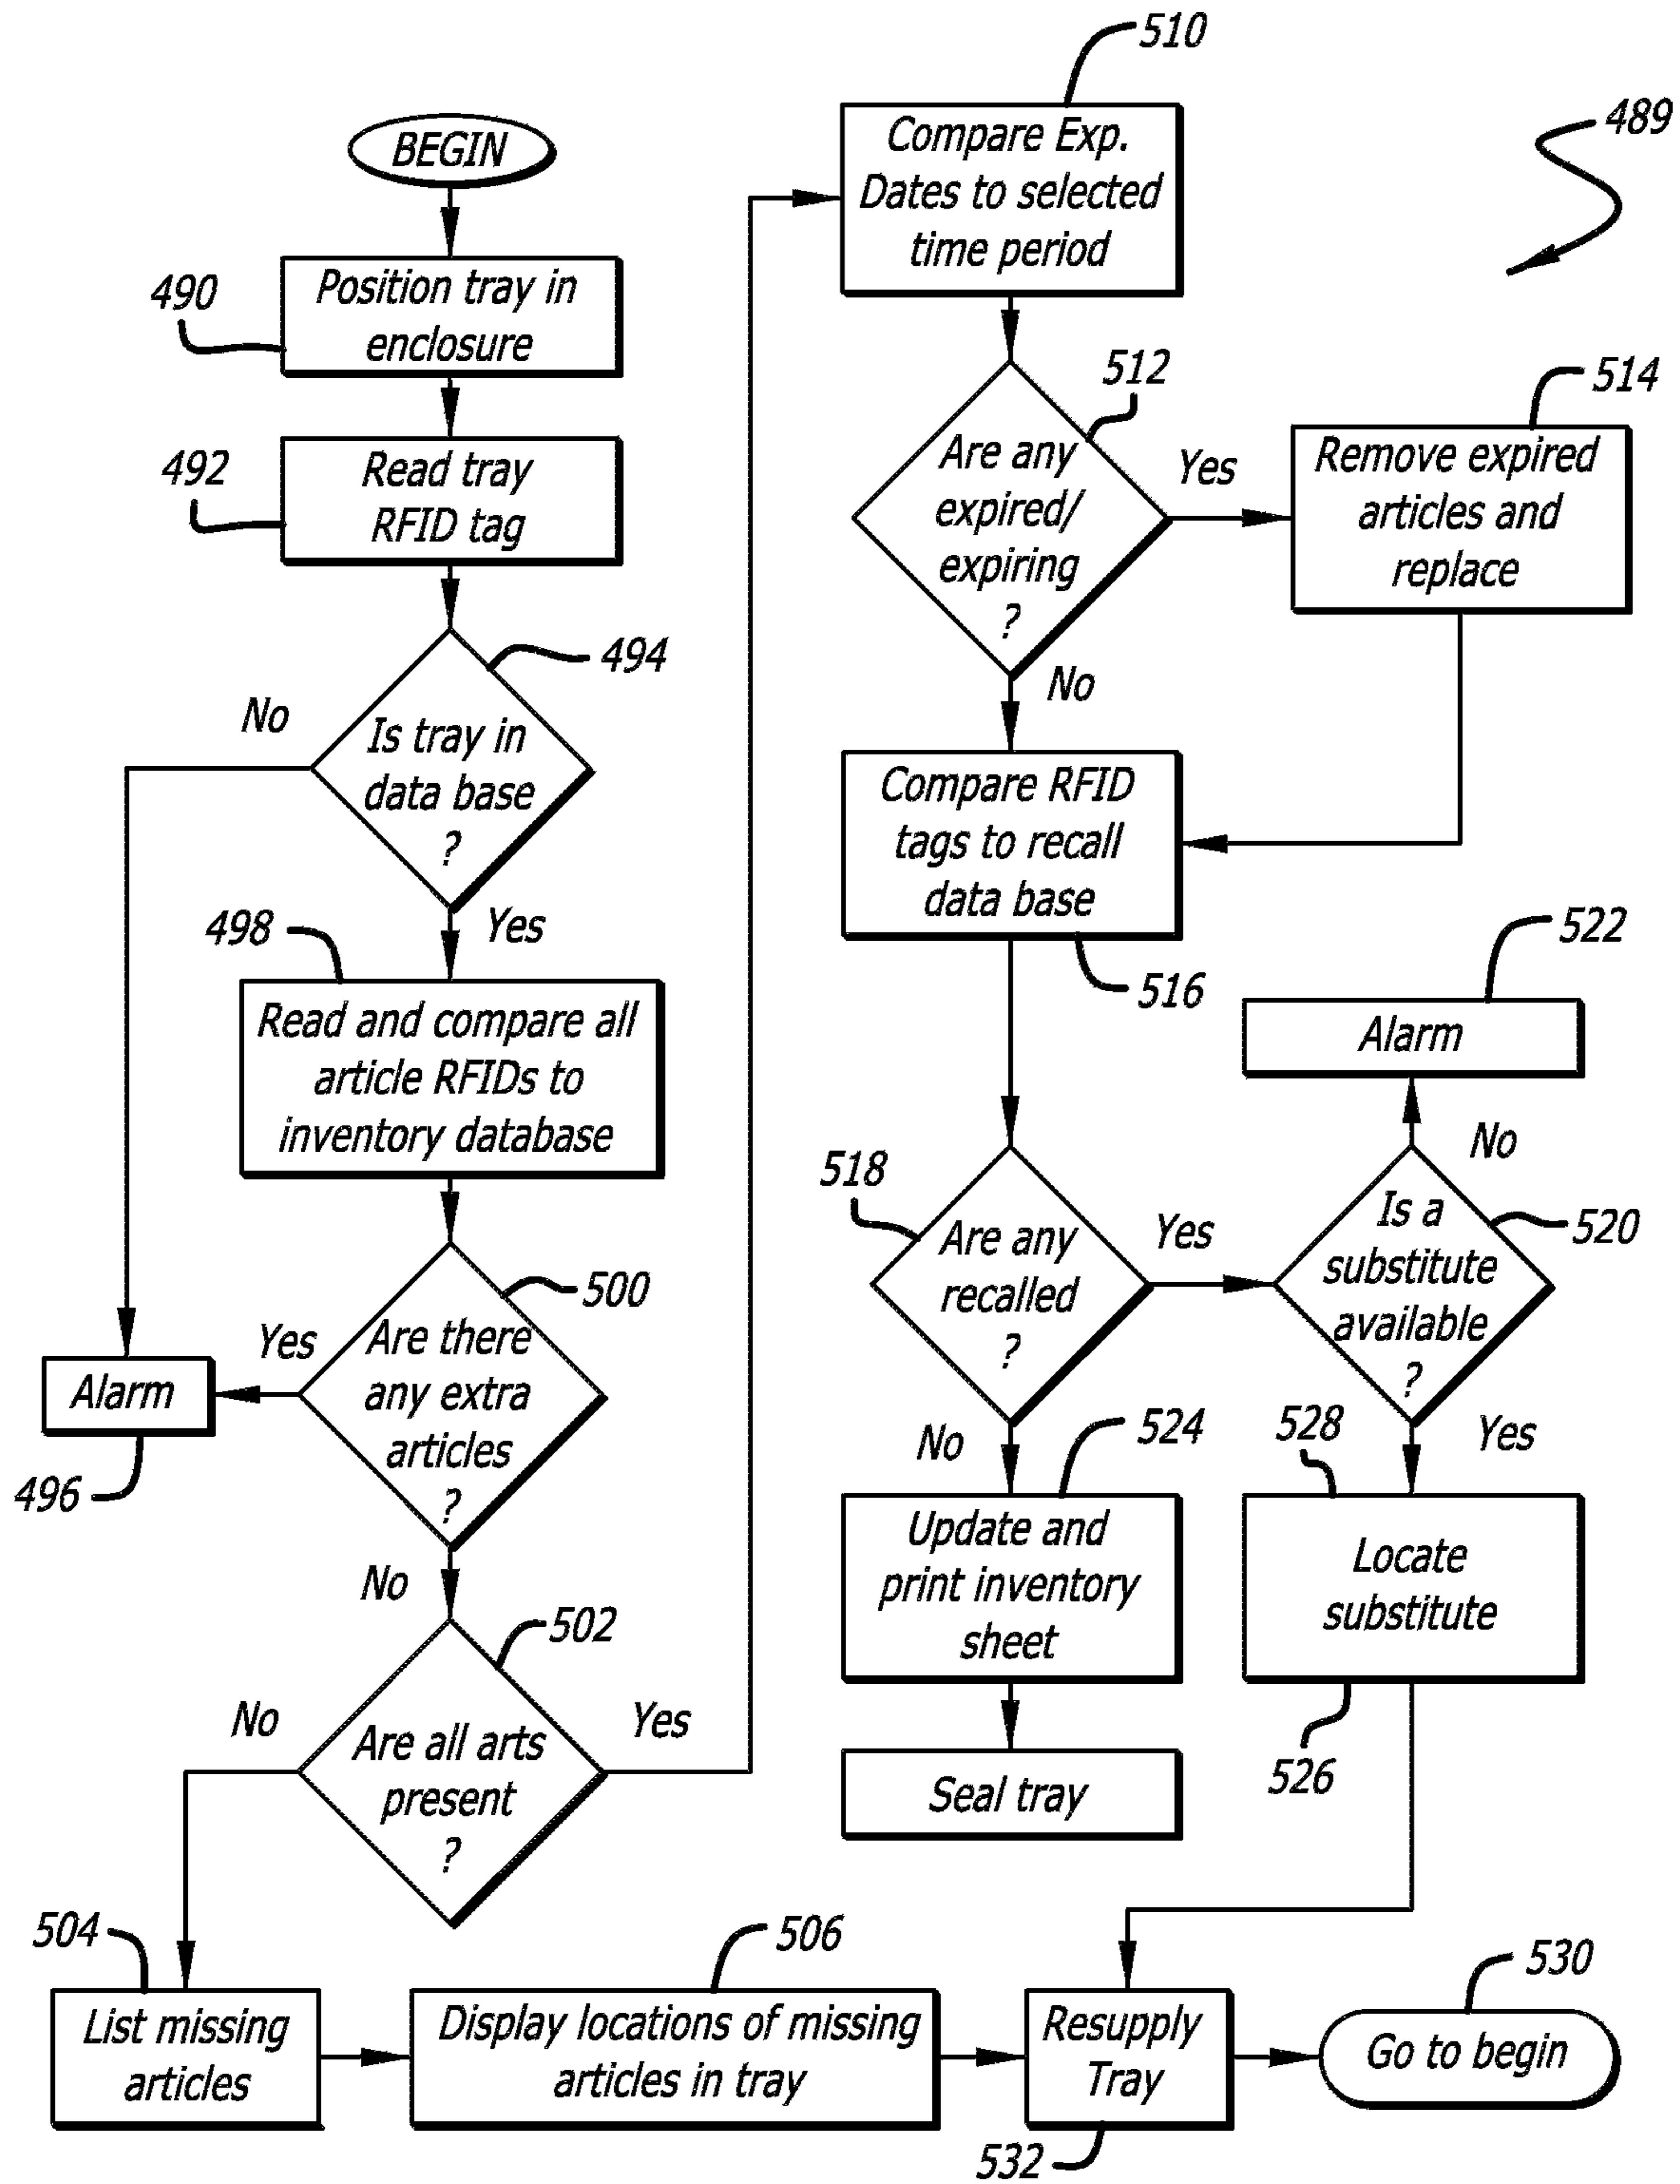 BEGIN
490
Position tray in
enclosure
492
Read tray
RFID tag
494
No
Is tray in
data base
?
Yes
498
Read and compare all
article RFIDs to
inventory database
500
Yes
Are there
any extra
articles
?
Alarm
496
No
502
No
Yes
Are all arts
present
?
504
List missing
articles
506
Display locations of missing
articles in tray
510
Compare Exp.
Dates to selected
time period
489
512
Are any
expired/
expiring
?
Yes
514
Remove expired
articles and
replace
No
Compare RFID
tags to recall
data base
516
522
Alarm
No
518
Are any
recalled
?
Yes
Is a
substitute
available
?
520
No
524
Update and
print inventory
sheet
Seal tray
Yes
528
Locate
substitute
526
Resupply
Tray
532
530
Go to begin